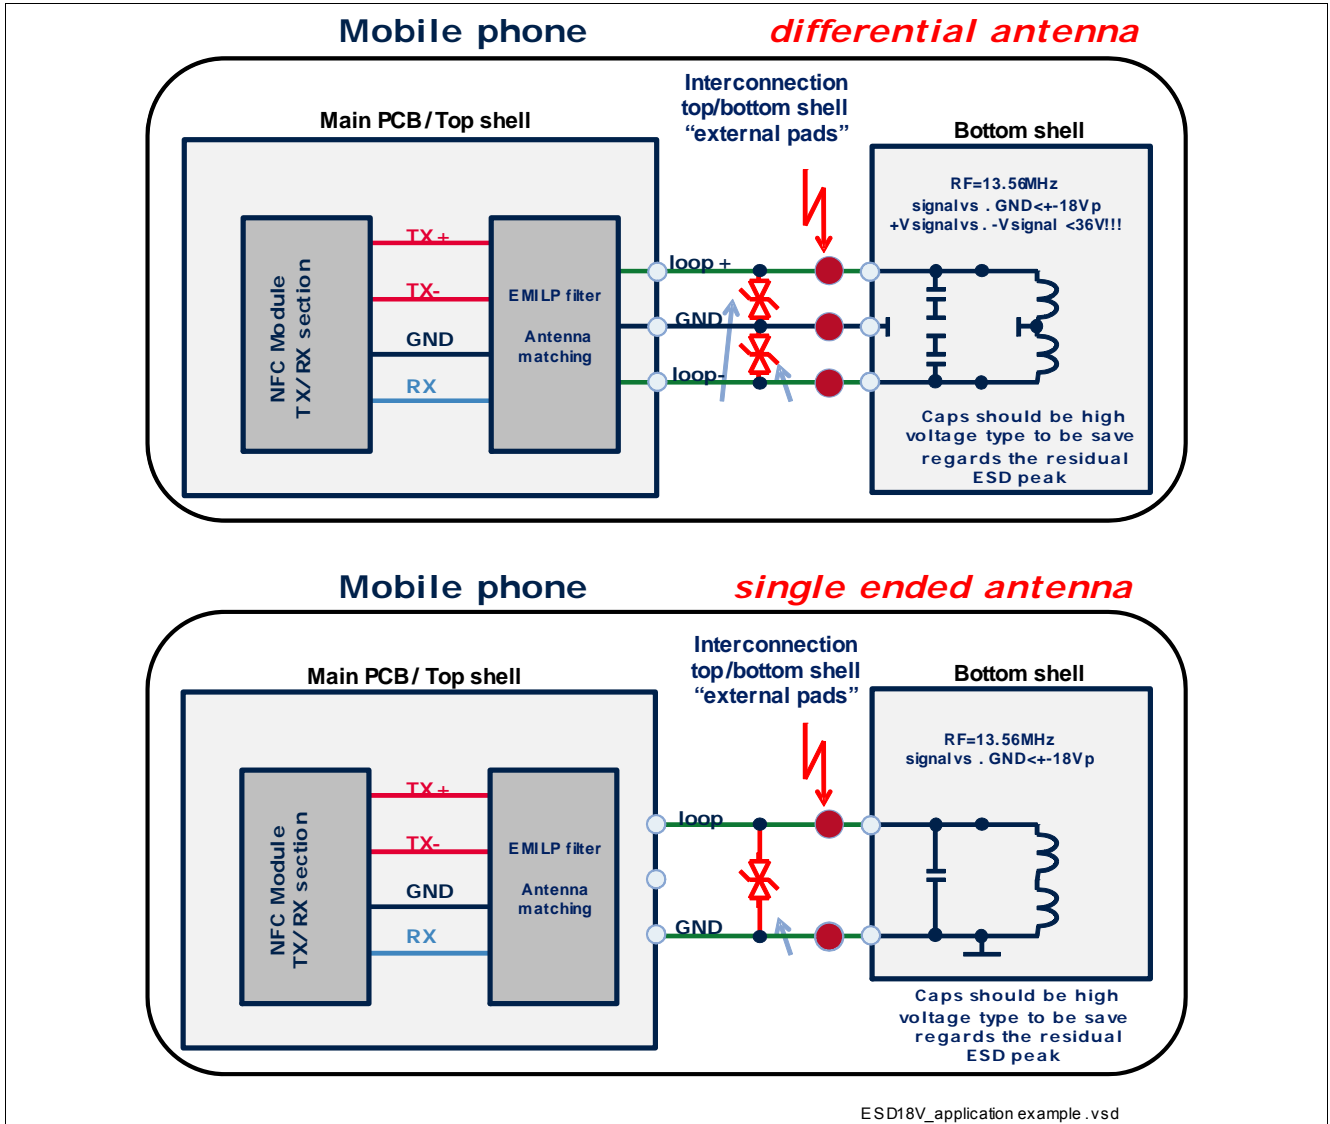 Mobile phone
differential antenna
Interconnection
top/bottom shell
“external pads”
Main PCB/ Top shell
Bottom shell
RF=13.56MHz
signal vs. GND<+-18Vp
+Vsignal vs. -Vsignal <36V!!!
NFC Module
TX/RX section
TX+
TX-
GND
RX
EMILP filter
Antenna
matching
loop +
GND
loop-
Caps should be high
voltage type to be save
regards the residual
ESD peak
Mobile phone
single ended antenna
Interconnection
top/bottom shell
“external pads”
Main PCB/ Top shell
Bottom shell
RF=13.56MHz
signal vs. GND<+-18Vp
NFC Module
TX/RX section
TX+
TX-
GND
RX
EMILP filter
Antenna
matching
loop
GND
Caps should be high
voltage type to be save
regards the residual
ESD peak
ESD18V_application example.vsd